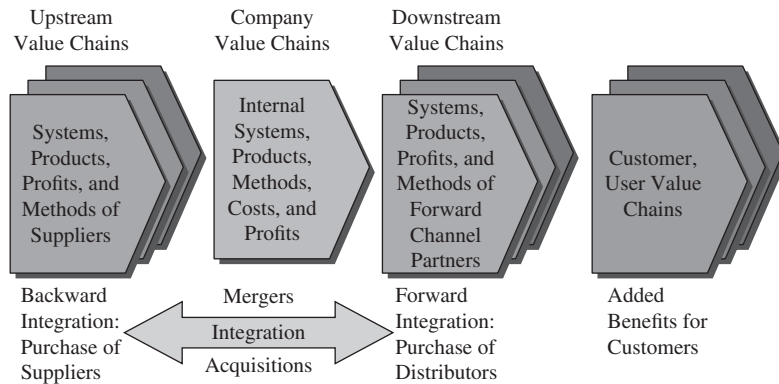 Upstream
Value Chains
Company
Value Chains
Downstream
Value Chains
Systems,
Products,
Profits, and
Methods of
Suppliers
Internal
Systems,
Products,
Methods,
Costs, and
Profits
Systems,
Products,
Profits, and
Methods of
Forward
Channel
Partners
Customer,
User Value
Chains
Backward
Integration:
Purchase of
Suppliers
Mergers
Integration
Acquisitions
Forward
Integration:
Purchase of
Distributors
Added
Benefits for
Customers